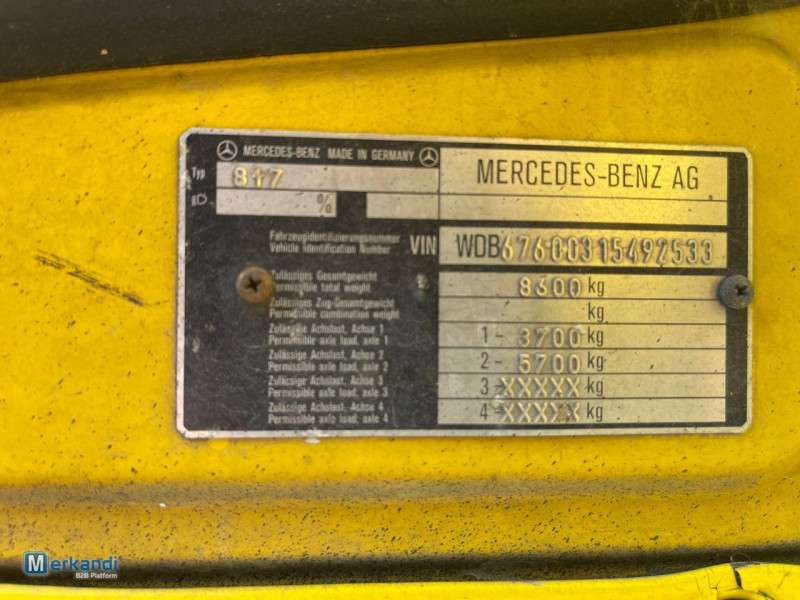 MERCEDES-BENZ MADE IN GERMANY
MERCEDES-BENZ AG
Typ 817
%
Fahrzeugidentifizierungsnummer
Vehicle Identification Number
VIN WDB67600315492533
Zulässiges Gesamtgewicht
Permissible total weight
8600 kg
Zulässiges Zug-Gesamtgewicht
Permissible combination weight
kg
Zulässige Achslast, Achse 1
Permissible axle load, axle 1
1- 3700 kg
Zulässige Achslast, Achse 2
Permissible axle load, axle 2
2- 5700 kg
Zulässige Achslast, Achse 3
Permissible axle load, axle 3
3-XXXXX kg
Zulässige Achslast, Achse 4
Permissible axle load, axle 4
4-XXXXX kg
Merkandi
B2B Platform